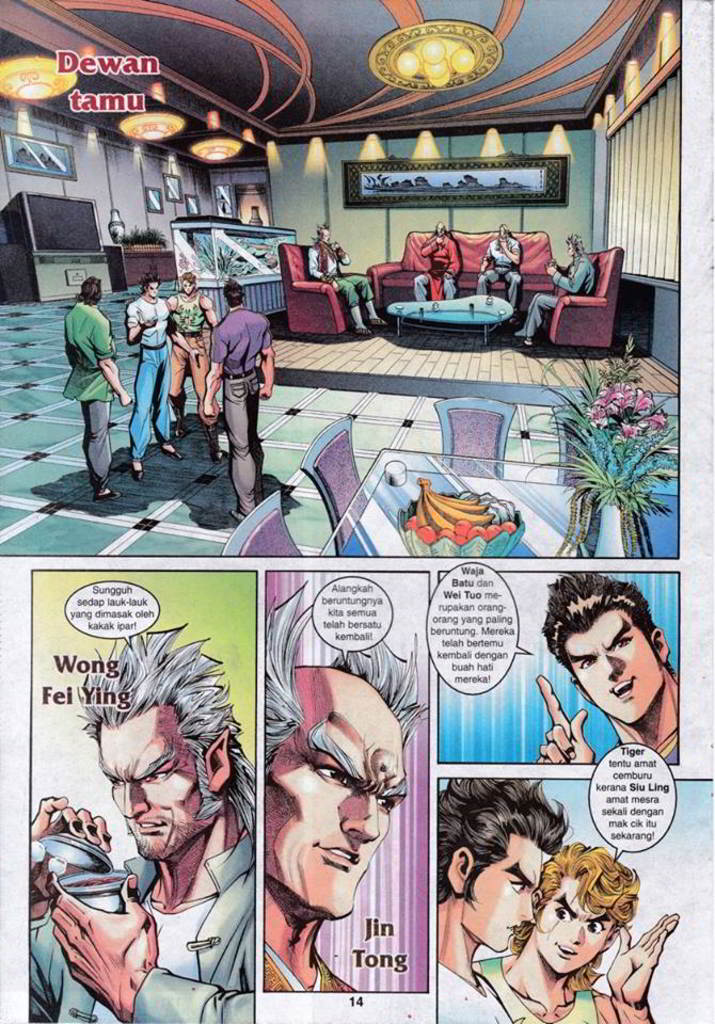 Dewan
tamu
Sungguh
sedap lauk-lauk
yang dimasak oleh
kakak ipar!
Wong
Fei Ying
Alangkah
beruntungnya
kita semua
telah bersatu
kembali!
Jin
Tong
Waja
Batu dan
Wei Tuo me-
rupakan orang-
orang yang paling
beruntung. Mereka
telah bertemu
kembali dengan
buah hati
mereka!
Tiger
tentu amat
cemburu
kerana Siu Ling
amat mesra
sekali dengan
mak cik itu
sekarang!
14